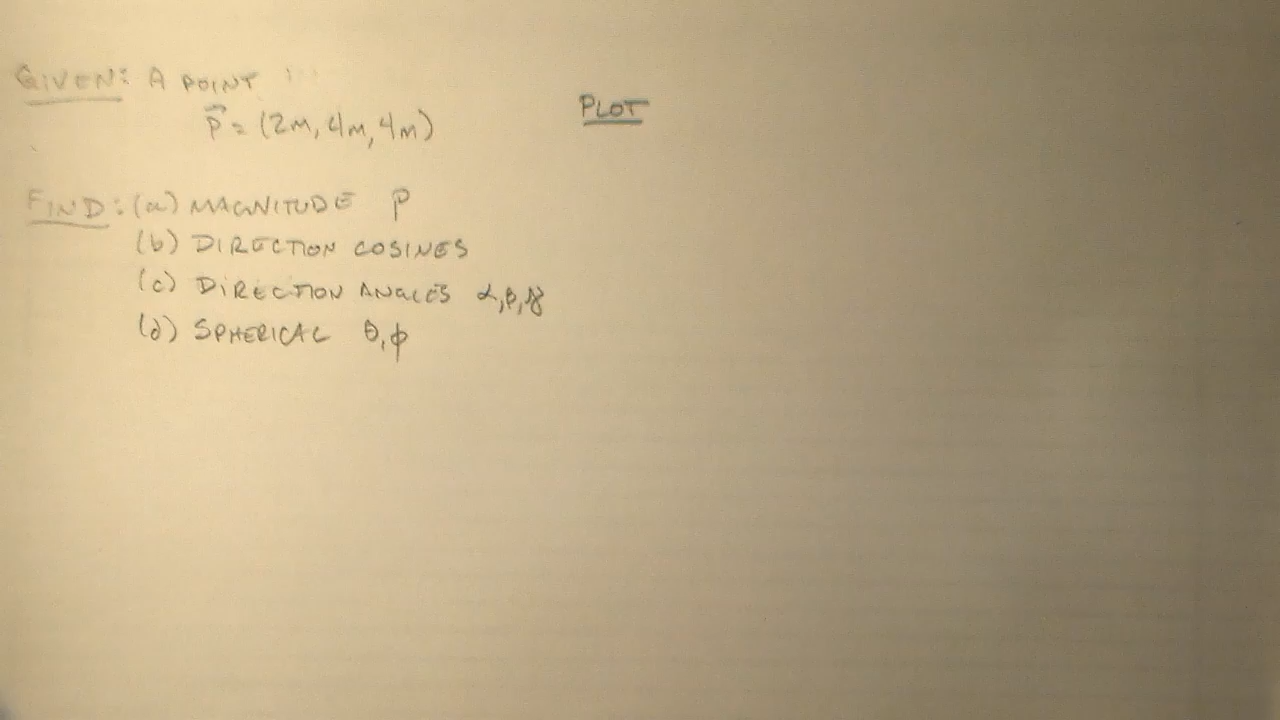 GIVEN: A POINT
p⃗ = (2m, 4m, 4m)
PLOT
FIND: (a) MAGNITUDE P
(b) DIRECTION COSINES
(c) DIRECTION ANGLES α, β, γ
(d) SPHERICAL θ, ϕ